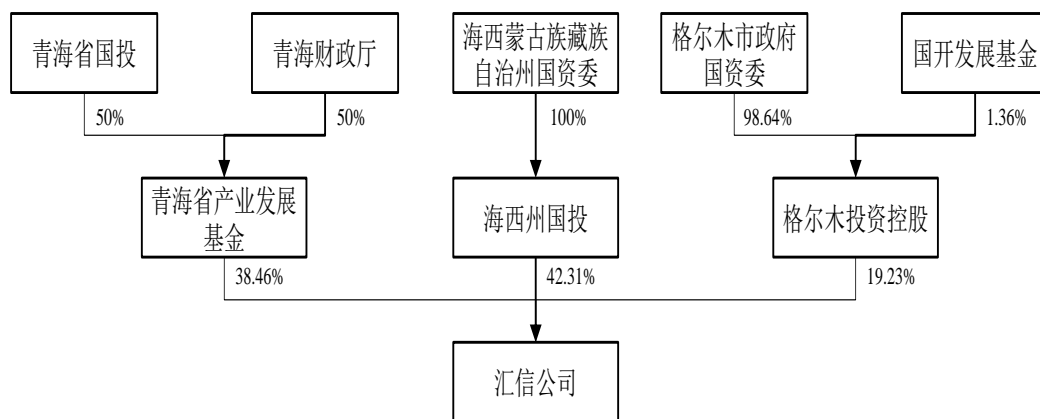 青海省国投
青海财政厅
海西蒙古族藏族
自治州国资委
格尔木市政府
国资委
国开发展基金
50%
50%
100%
98.64%
1.36%
青海省产业发展
基金
海西州国投
格尔木投资控股
38.46%
42.31%
19.23%
汇信公司